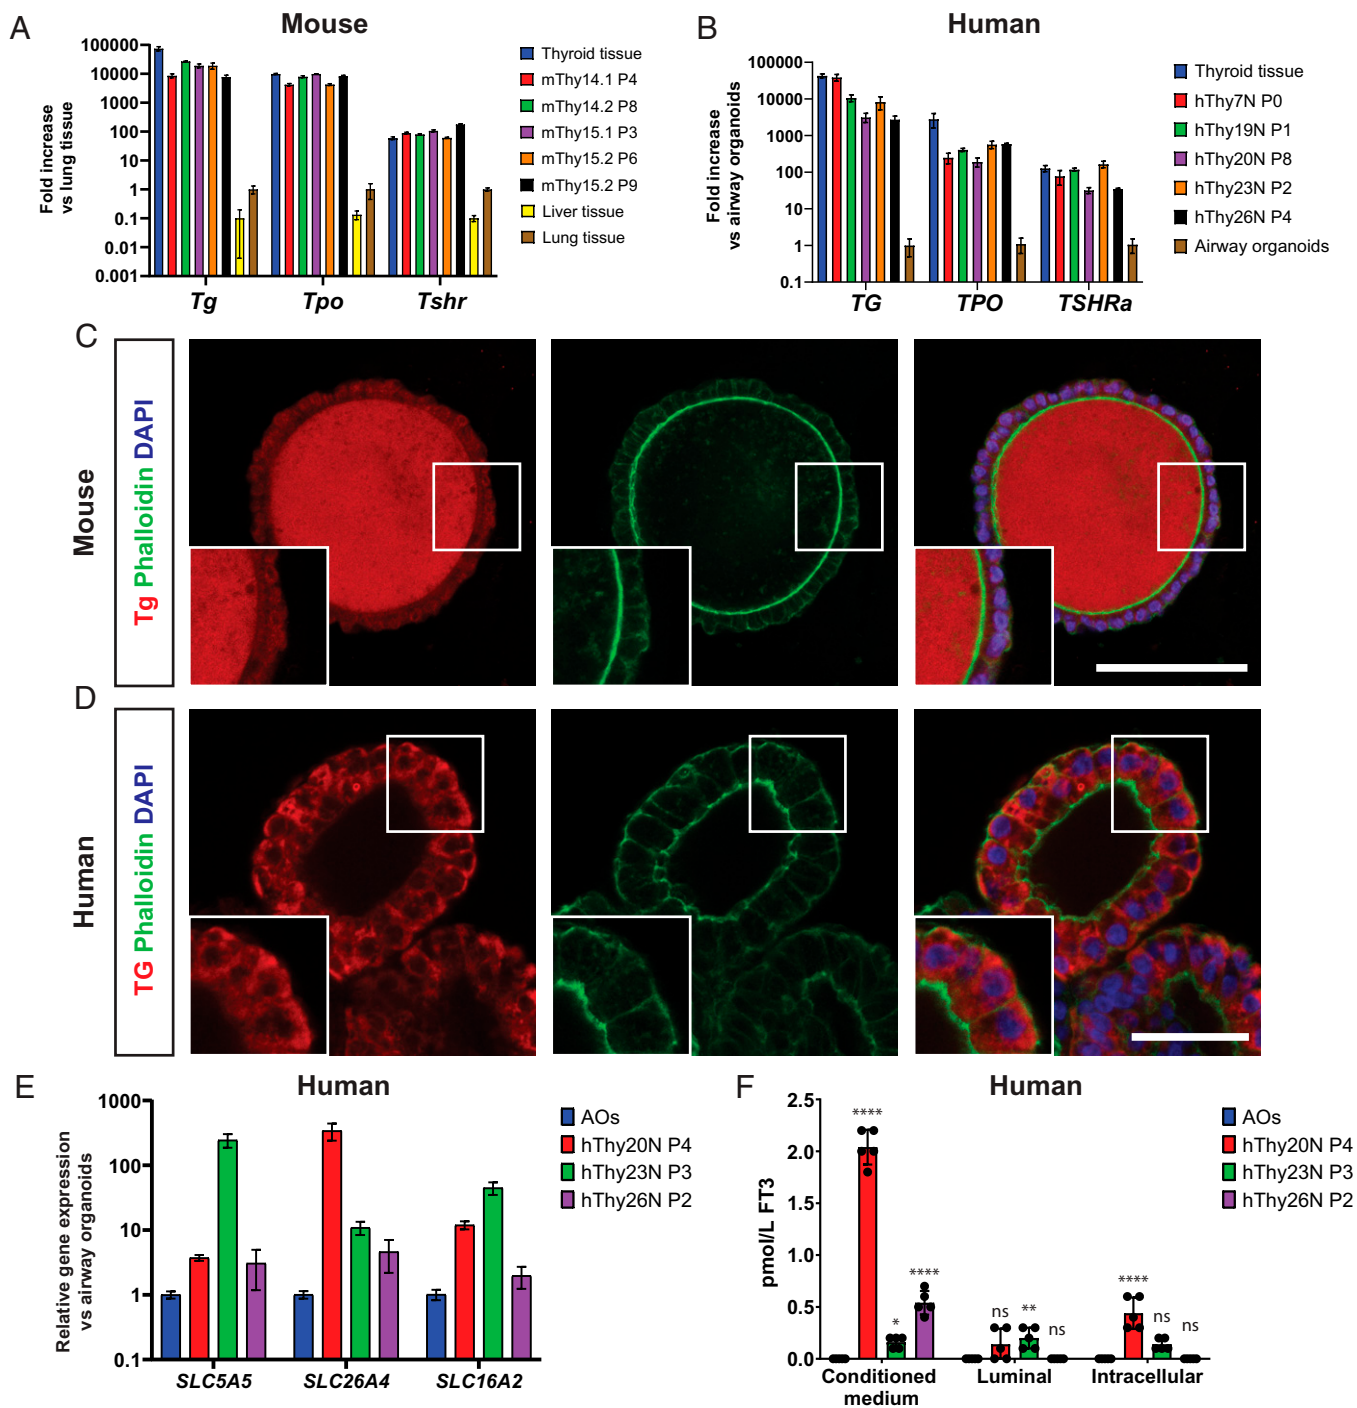 A
Mouse
Fold increase
vs lung tissue
100000
10000
1000
100
10
1
0.1
0.01
0.001
Tg
Tpo
Tshr
Thyroid tissue
mThy14.1 P4
mThy14.2 P8
mThy15.1 P3
mThy15.2 P6
mThy15.2 P9
Liver tissue
Lung tissue
B
Human
Fold increase
vs airway organoids
100000
10000
1000
100
10
1
0.1
TG
TPO
TSHRa
Thyroid tissue
hThy7N P0
hThy19N P1
hThy20N P8
hThy23N P2
hThy26N P4
Airway organoids
C
Mouse
Tg Phalloidin DAPI
D
Human
TG Phalloidin DAPI
E
Human
Relative gene expression
vs airway organoids
1000
100
10
1
0.1
SLC5A5
SLC26A4
SLC16A2
AOs
hThy20N P4
hThy23N P3
hThy26N P2
F
Human
pmol/L FT3
2.5
2.0
1.5
1.0
0.5
0.0
****
*
****
ns
**
ns
****
ns
ns
Conditioned
medium
Luminal
Intracellular
AOs
hThy20N P4
hThy23N P3
hThy26N P2